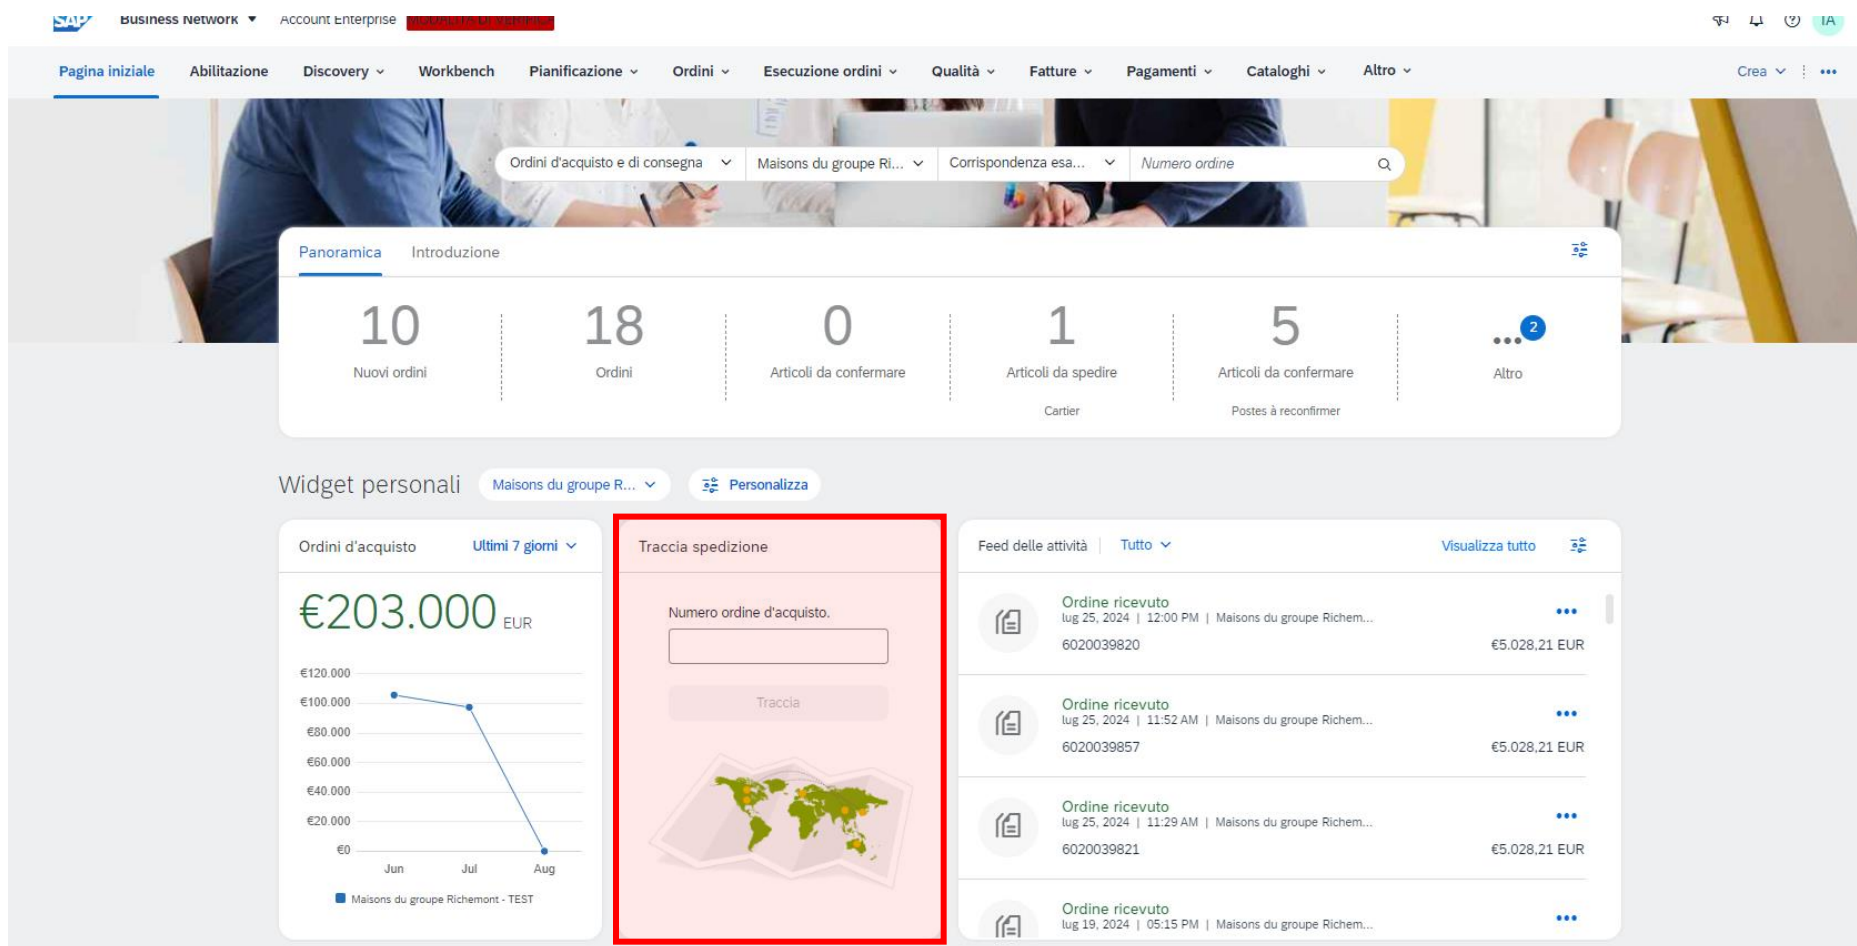 SAP Business Network ▼ Account Enterprise MODALITÀ DI VERIFICA
IA
Pagina iniziale Abilitazione Discovery Workbench Pianificazione Ordini Esecuzione ordini Qualità Fatture Pagamenti Cataloghi Altro Crea
Ordini d'acquisto e di consegna Maisons du groupe Ri... Corrispondenza esa... Numero ordine
Panoramica Introduzione
10 18 0 1 5 ... 2
Nuovi ordini Ordini Articoli da confermare Articoli da spedire Articoli da confermare Altro
Cartier Postes à reconfirmer
Widget personali Maisons du groupe R... Personalizza
Ordini d'acquisto Ultimi 7 giorni
€203.000 EUR
€120.000
€100.000
€80.000
€60.000
€40.000
€20.000
€0
Jun Jul Aug
Maisons du groupe Richemont - TEST
Traccia spedizione
Numero ordine d'acquisto.
Traccia
Feed delle attività Tutto Visualizza tutto
Ordine ricevuto
lug 25, 2024 | 12:00 PM | Maisons du groupe Richem...
6020039820 €5.028,21 EUR
Ordine ricevuto
lug 25, 2024 | 11:52 AM | Maisons du groupe Richem...
6020039857 €5.028,21 EUR
Ordine ricevuto
lug 25, 2024 | 11:29 AM | Maisons du groupe Richem...
6020039821 €5.028,21 EUR
Ordine ricevuto
lug 19, 2024 | 05:15 PM | Maisons du groupe Richem...